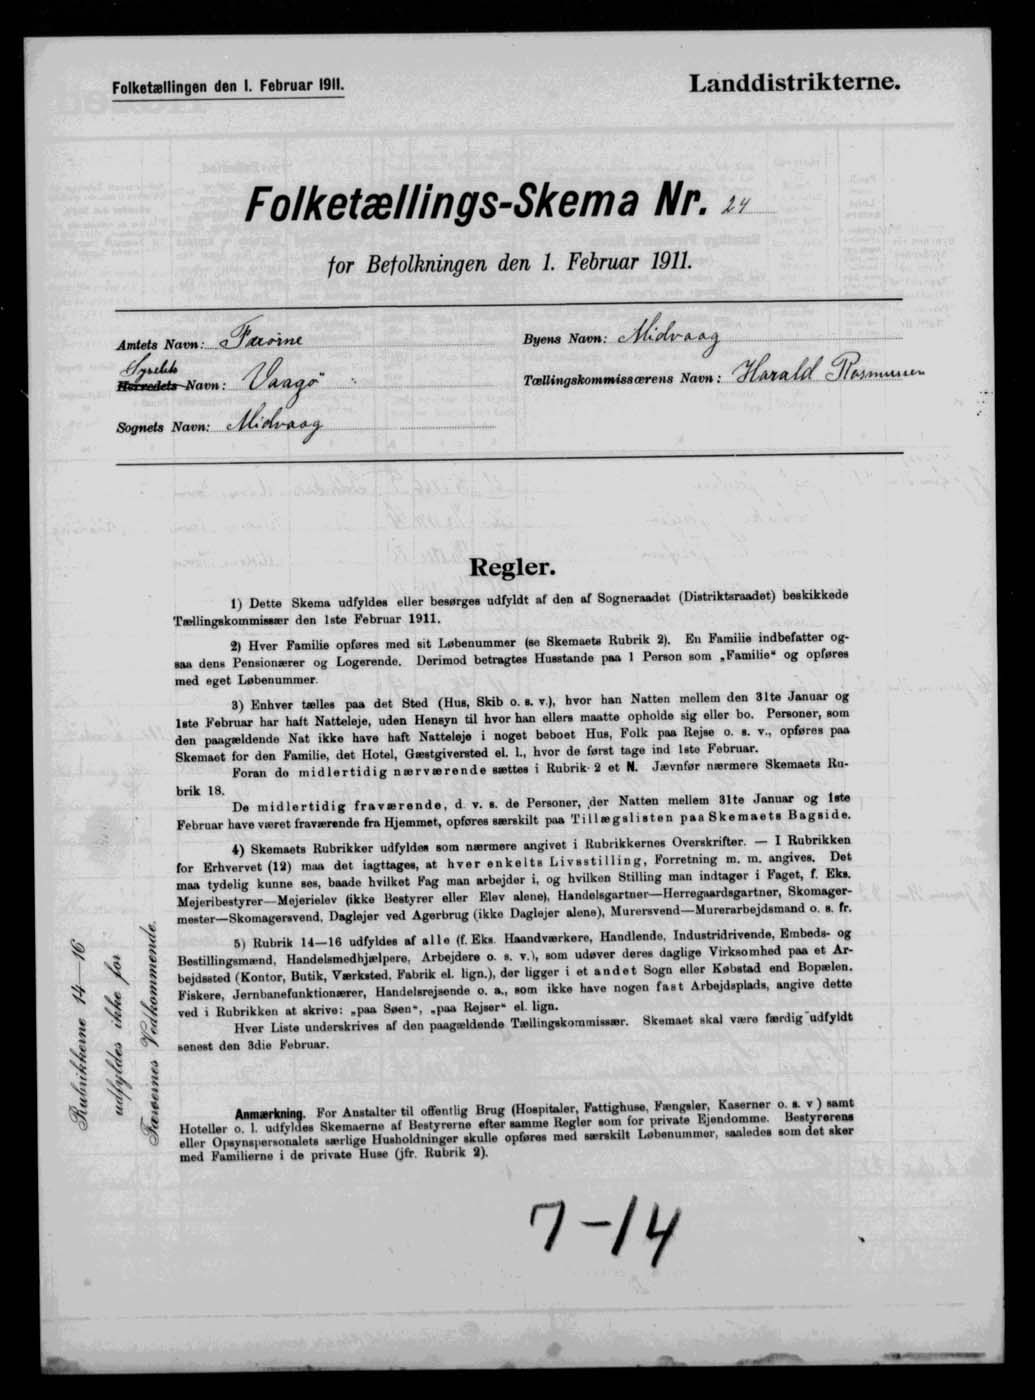 Folketællingen den 1. Februar 1911.
Landdistrikterne.
Folketællings-Skema Nr. 24
for Befolkningen den 1. Februar 1911.
Amtets Navn: Færöerne
Byens Navn: Midvaag
Sysselets
Herredets Navn: Vaagö
Tællingskommissærens Navn: Harald Rasmussen
Sognets Navn: Midvaag
Regler.
1) Dette Skema udfyldes eller besørges udfyldt af den af Sogneraadet (Distriktsraadet) beskikkede
Tællingskommissær den 1ste Februar 1911.
2) Hver Familie opføres med sit Løbenummer (se Skemaets Rubrik 2). En Familie indbefatter og-
saa dens Pensionærer og Logerende. Derimod betragtes Husstande paa 1 Person som „Familie“ og opføres
med eget Løbenummer.
3) Enhver tælles paa det Sted (Hus, Skib o. s. v.), hvor han Natten mellem den 31te Januar og
1ste Februar har haft Natteleje, uden Hensyn til hvor han ellers maatte opholde sig eller bo. Personer, som
den paagældende Nat ikke have haft Natteleje i noget beboet Hus, Folk paa Rejse o. s. v., opføres paa
Skemaet for den Familie, det Hotel, Gæstgiversted el. l., hvor de først tage ind 1ste Februar.
Foran de midlertidig nærværende sættes i Rubrik 2 et N. Jævnfør nærmere Skemaets Ru-
brik 18.
De midlertidig fraværende, d. v. s. de Personer, der Natten mellem 31te Januar og 1ste
Februar have været fraværende fra Hjemmet, opføres særskilt paa Tillægslisten paa Skemaets Bagside.
4) Skemaets Rubrikker udfyldes som nærmere angivet i Rubrikkernes Overskrifter. — I Rubrikken
for Erhvervet (12) maa det iagttages, at hver enkelts Livsstilling, Forretning m. m. angives. Det
maa tydelig kunne ses, baade hvilket Fag man arbejder i, og hvilken Stilling man indtager i Faget, f. Eks.
Mejeribestyrer—Mejerielev (ikke Bestyrer eller Elev alene), Handelsgartner—Herregaardsgartner, Skomager-
mester—Skomagersvend, Daglejer ved Agerbrug (ikke Daglejer alene), Murersvend—Murerarbejdsmand o. s. fr.
5) Rubrik 14—16 udfyldes af alle (f. Eks. Haandværkere, Handlende, Industridrivende, Embeds- og
Bestillingsmænd, Handelsmedhjælpere, Arbejdere o. s. v.), som udøver deres daglige Virksomhed paa et Ar-
bejdssted (Kontor, Butik, Værksted, Fabrik el. lign.), der ligger i et andet Sogn eller Købstad end Bopælen.
Fiskere, Jernbanefunktionærer, Handelsrejsende o. a., som ikke have nogen fast Arbejdsplads, angive dette
ved i Rubrikken at skrive: „paa Søen“, „paa Rejser“ el. lign.
Hver Liste underskrives af den paagældende Tællingskommissær. Skemaet skal være færdig udfyldt
senest den 3die Februar.
Rubrikkerne 14—16
udfyldes ikke for
Færøernes Vedkommende.
Anmærkning. For Anstalter til offentlig Brug (Hospitaler, Fattighuse, Fængsler, Kaserner o. s. v) samt
Hoteller o. l. udfyldes Skemaerne af Bestyrerne efter samme Regler som for private Ejendomme. Bestyrerens
eller Opsynspersonalets særlige Husholdninger skulle opføres med særskilt Løbenummer, saaledes som det sker
med Familierne i de private Huse (jfr. Rubrik 2).
7-14